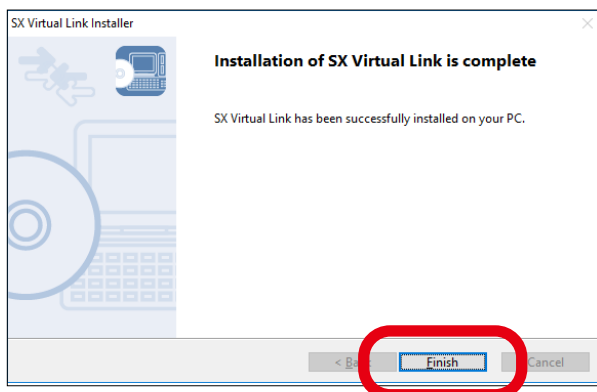 SX Virtual Link Installer
Installation of SX Virtual Link is complete
SX Virtual Link has been successfully installed on your PC.
< Finish Cancel